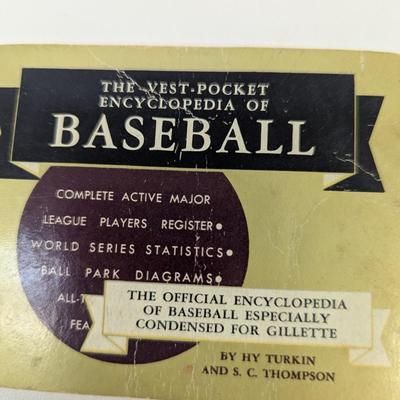 THE VEST-POCKET
ENCYCLOPEDIA OF
BASEBALL
COMPLETE ACTIVE MAJOR
LEAGUE PLAYERS REGISTER•
WORLD SERIES STATISTICS•
BALL PARK DIAGRAMS•
THE OFFICIAL ENCYCLOPEDIA
OF BASEBALL ESPECIALLY
CONDENSED FOR GILLETTE
BY HY TURKIN
AND S. C. THOMPSON